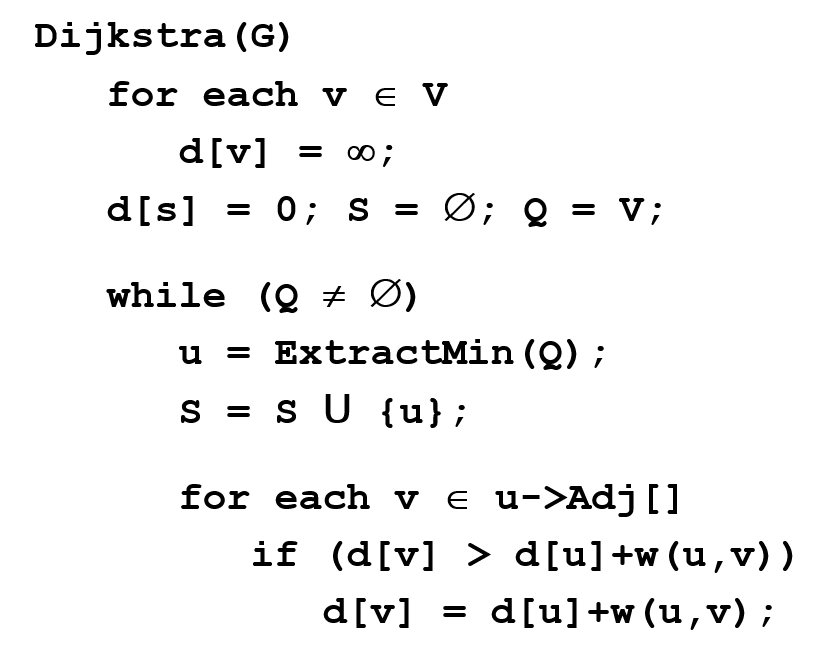 Dijkstra(G)
for each v ∈ V
d[v] = ∞;
d[s] = 0; S = ∅; Q = V;
while (Q ≠ ∅)
u = ExtractMin(Q);
S = S U {u};
for each v ∈ u->Adj[]
if (d[v] > d[u]+w(u,v))
d[v] = d[u]+w(u,v);